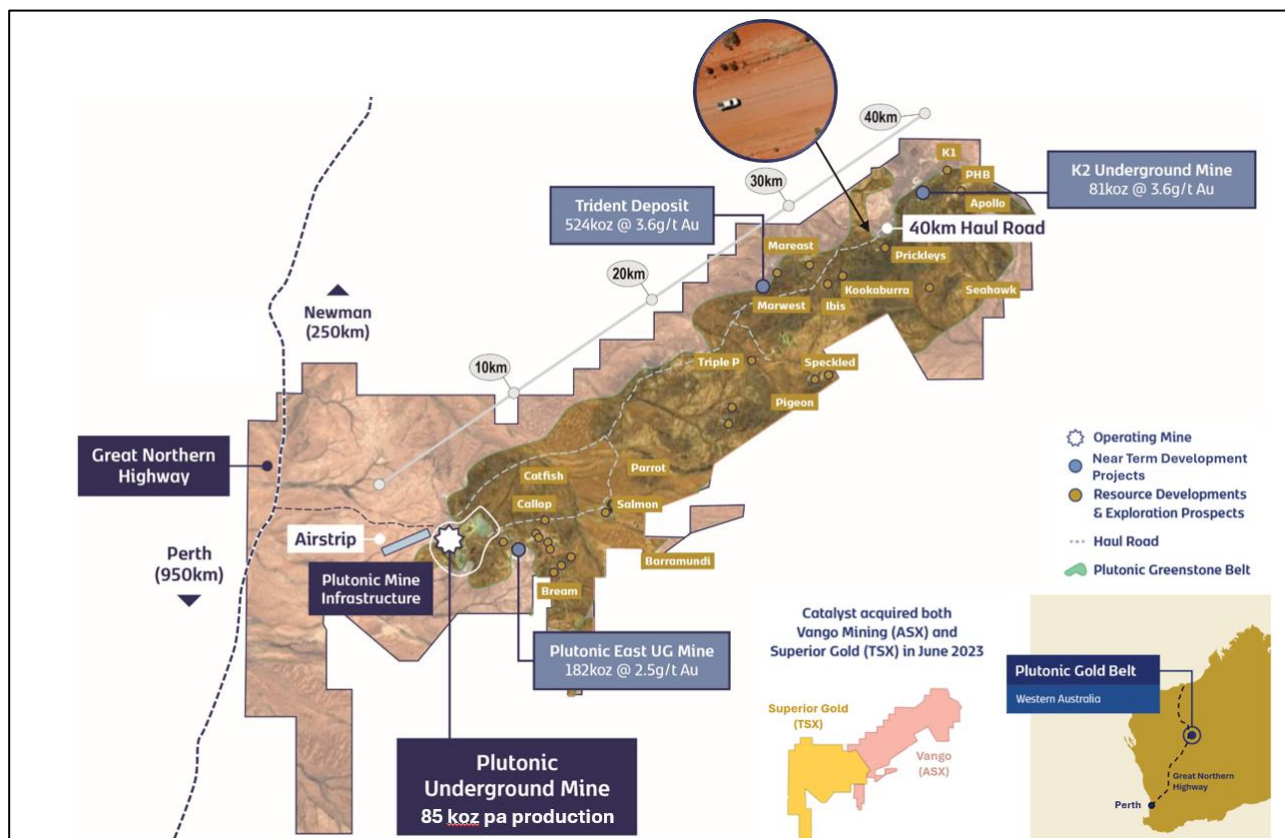 40km
K1
PHB
K2 Underground Mine
81koz @ 3.6g/t Au
30km
Apollo
Trident Deposit
524koz @ 3.6g/t Au
40km Haul Road
Mareast
Prickleys
20km
Kookaburra
Seahawk
Marwest
Ibis
Newman
(250km)
10km
Triple P
Speckled
Pigeon
Great Northern
Highway
Operating Mine
Near Term Development
Projects
Resource Developments
& Exploration Prospects
Haul Road
Plutonic Greenstone Belt
Catfish
Parrot
Callop
Salmon
Airstrip
Perth
(950km)
Barramundi
Plutonic Mine
Infrastructure
Bream
Plutonic East UG Mine
182koz @ 2.5g/t Au
Plutonic
Underground Mine
85 koz pa production
Catalyst acquired both
Vango Mining (ASX) and
Superior Gold (TSX) in June 2023
Superior Gold
(TSX)
Vango
(ASX)
Plutonic Gold Belt
Western Australia
Great Northern
Highway
Perth